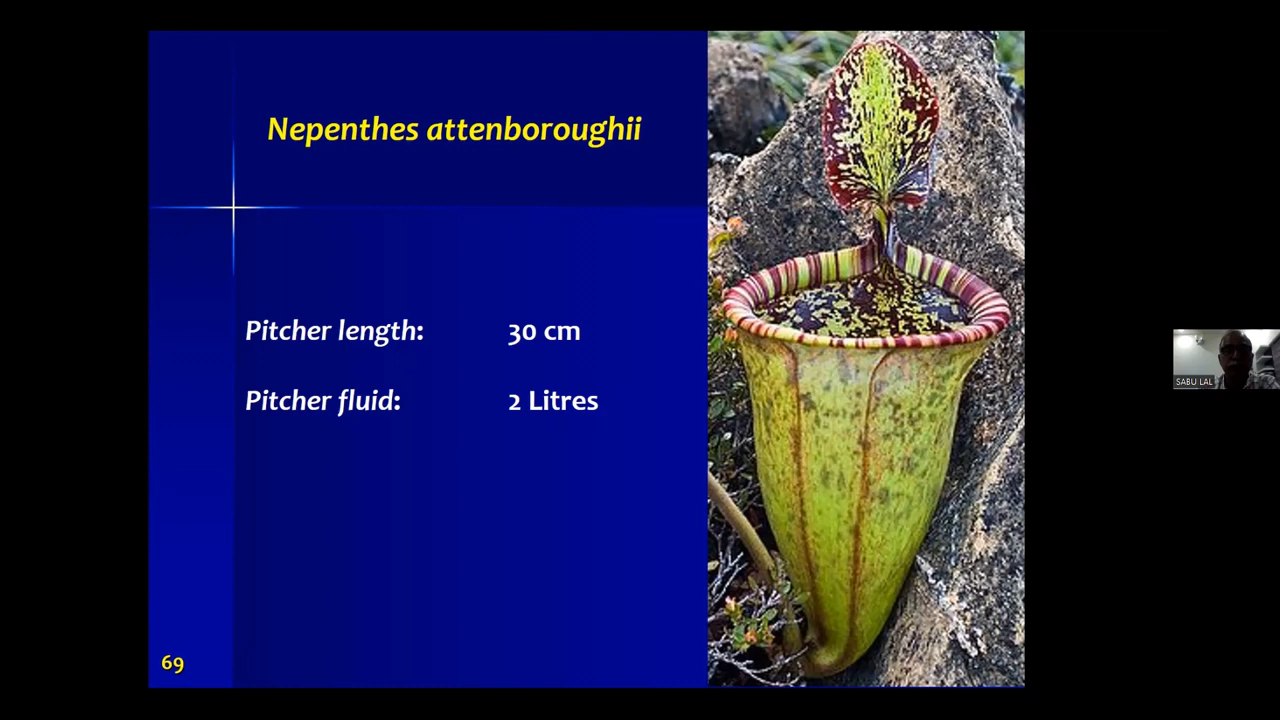 Nepenthes attenboroughii
Pitcher length: 30 cm
Pitcher fluid: 2 Litres
69
SABU LAL